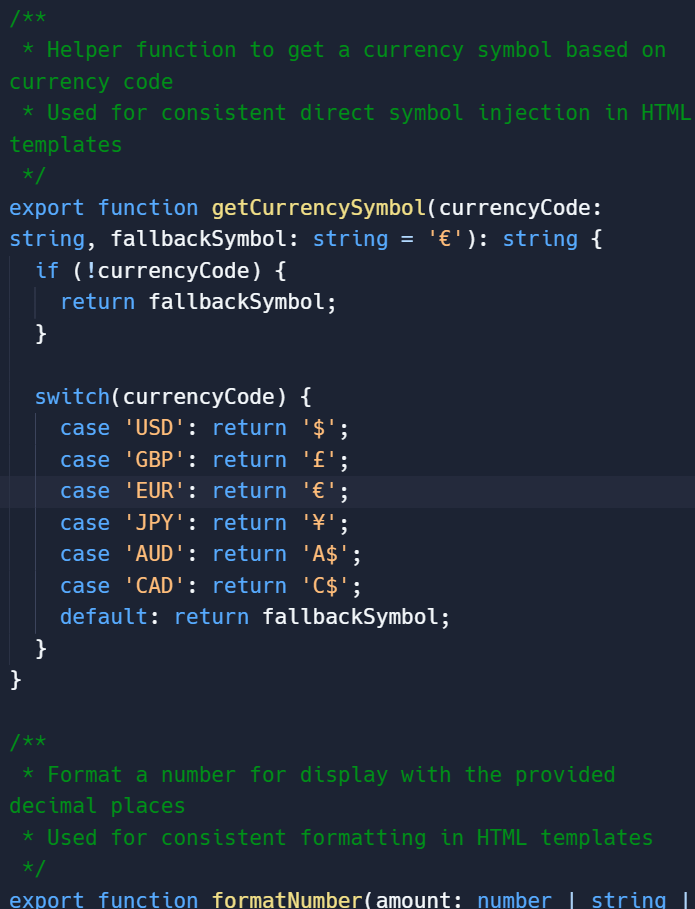 /**
 * Helper function to get a currency symbol based on
currency code
 * Used for consistent direct symbol injection in HTML
templates
 */
export function getCurrencySymbol(currencyCode:
string, fallbackSymbol: string = '€'): string {
  if (!currencyCode) {
    return fallbackSymbol;
  }

  switch(currencyCode) {
    case 'USD': return '$';
    case 'GBP': return '£';
    case 'EUR': return '€';
    case 'JPY': return '¥';
    case 'AUD': return 'A$';
    case 'CAD': return 'C$';
    default: return fallbackSymbol;
  }
}

/**
 * Format a number for display with the provided
decimal places
 * Used for consistent formatting in HTML templates
 */
export function formatNumber(amount: number | string |